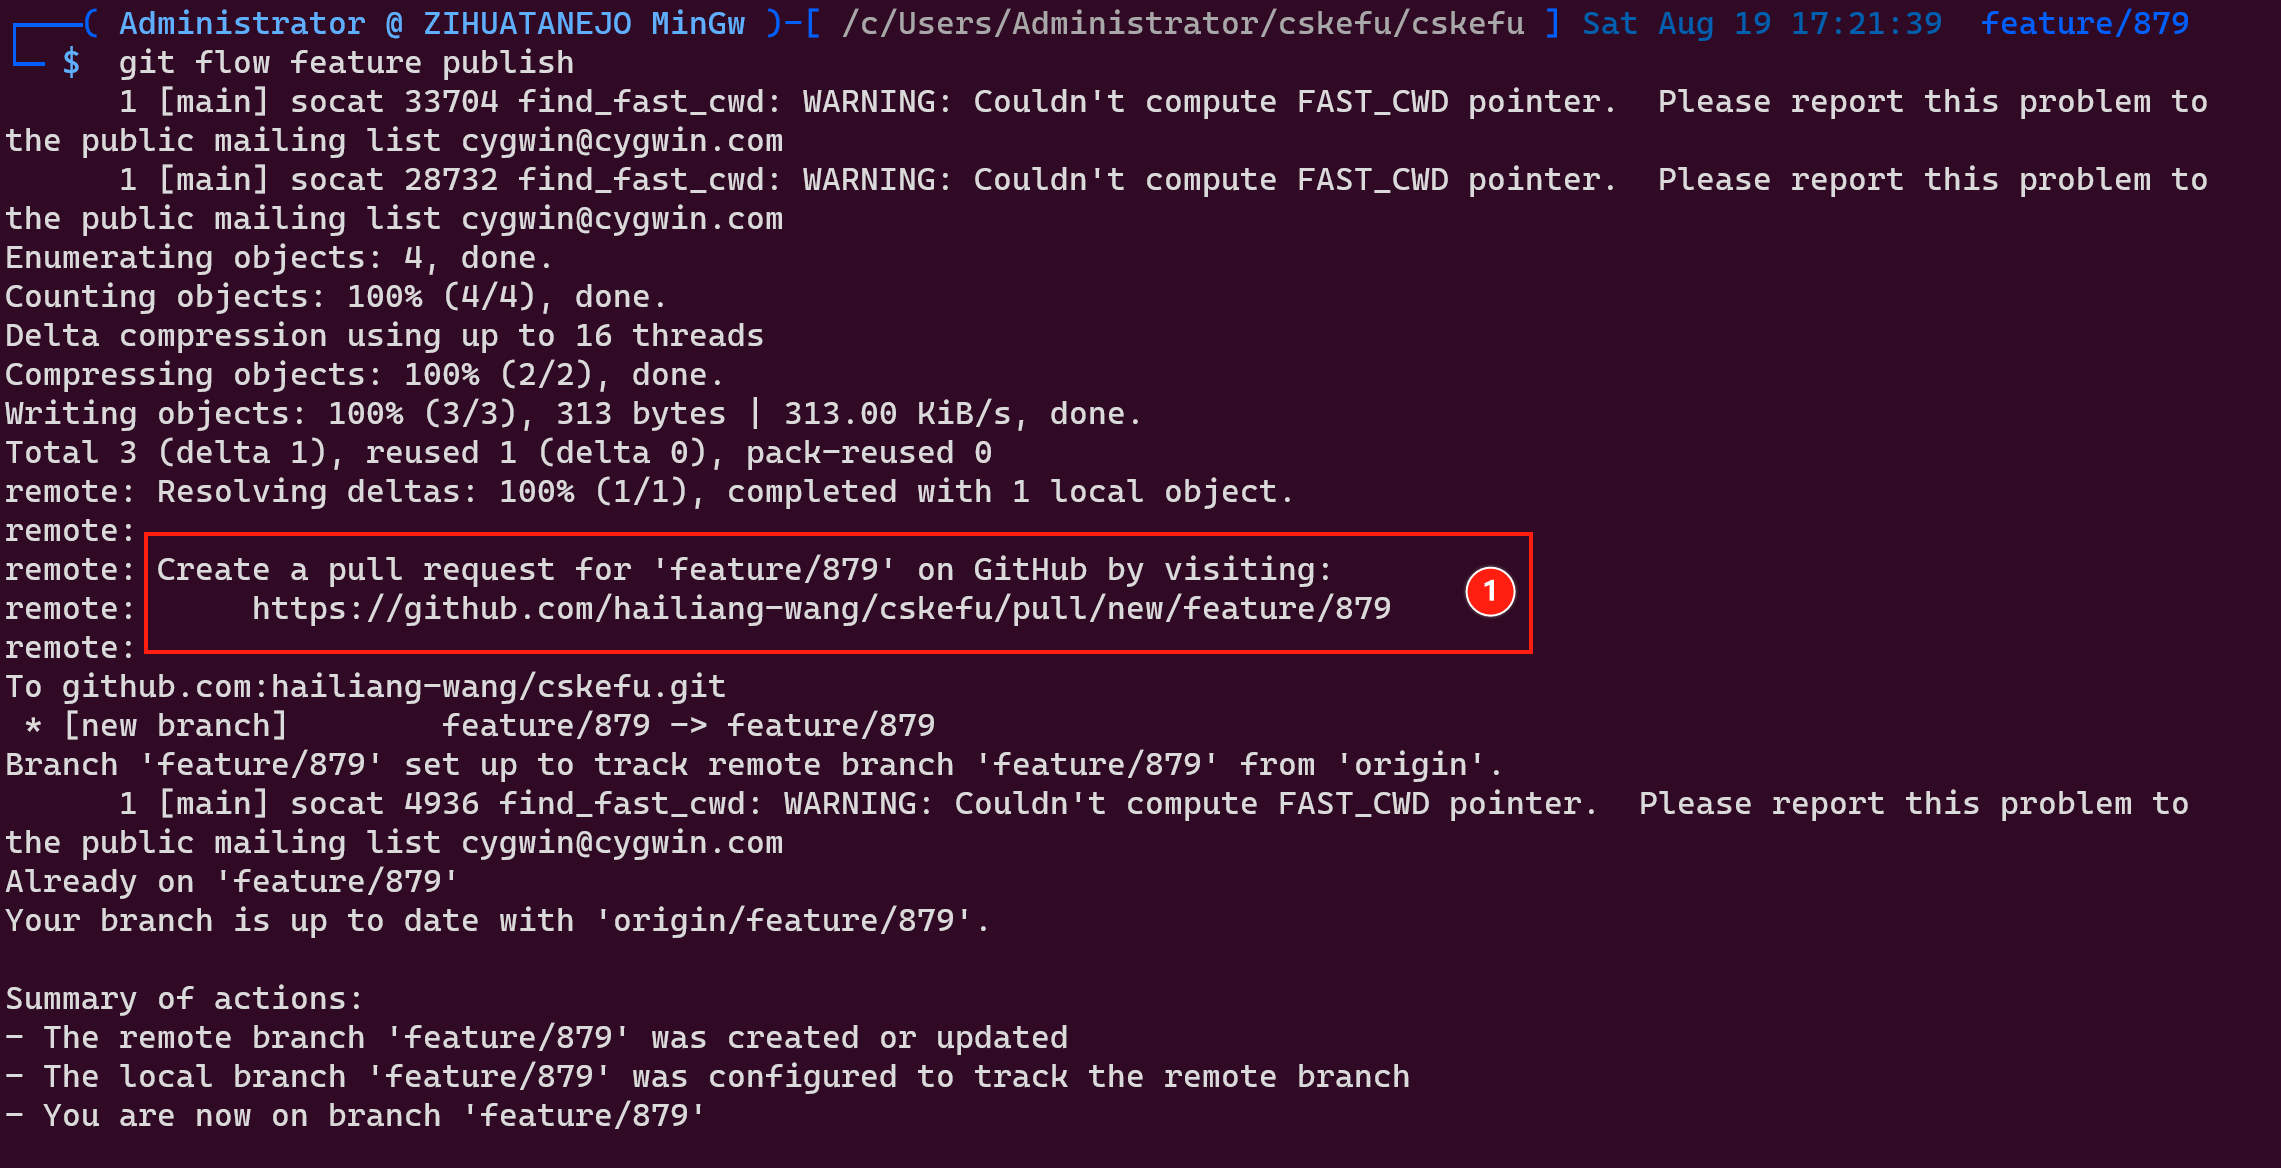 ( Administrator @ ZIHUATANEJO MinGw )-[ /c/Users/Administrator/cskefu/cskefu ] Sat Aug 19 17:21:39  feature/879
$  git flow feature publish
      1 [main] socat 33704 find_fast_cwd: WARNING: Couldn't compute FAST_CWD pointer.  Please report this problem to
the public mailing list cygwin@cygwin.com
      1 [main] socat 28732 find_fast_cwd: WARNING: Couldn't compute FAST_CWD pointer.  Please report this problem to
the public mailing list cygwin@cygwin.com
Enumerating objects: 4, done.
Counting objects: 100% (4/4), done.
Delta compression using up to 16 threads
Compressing objects: 100% (2/2), done.
Writing objects: 100% (3/3), 313 bytes | 313.00 KiB/s, done.
Total 3 (delta 1), reused 1 (delta 0), pack-reused 0
remote: Resolving deltas: 100% (1/1), completed with 1 local object.
remote:
remote: Create a pull request for 'feature/879' on GitHub by visiting:
remote:      https://github.com/hailiang-wang/cskefu/pull/new/feature/879
1
remote:
To github.com:hailiang-wang/cskefu.git
 * [new branch]        feature/879 -> feature/879
Branch 'feature/879' set up to track remote branch 'feature/879' from 'origin'.
      1 [main] socat 4936 find_fast_cwd: WARNING: Couldn't compute FAST_CWD pointer.  Please report this problem to
the public mailing list cygwin@cygwin.com
Already on 'feature/879'
Your branch is up to date with 'origin/feature/879'.

Summary of actions:
- The remote branch 'feature/879' was created or updated
- The local branch 'feature/879' was configured to track the remote branch
- You are now on branch 'feature/879'